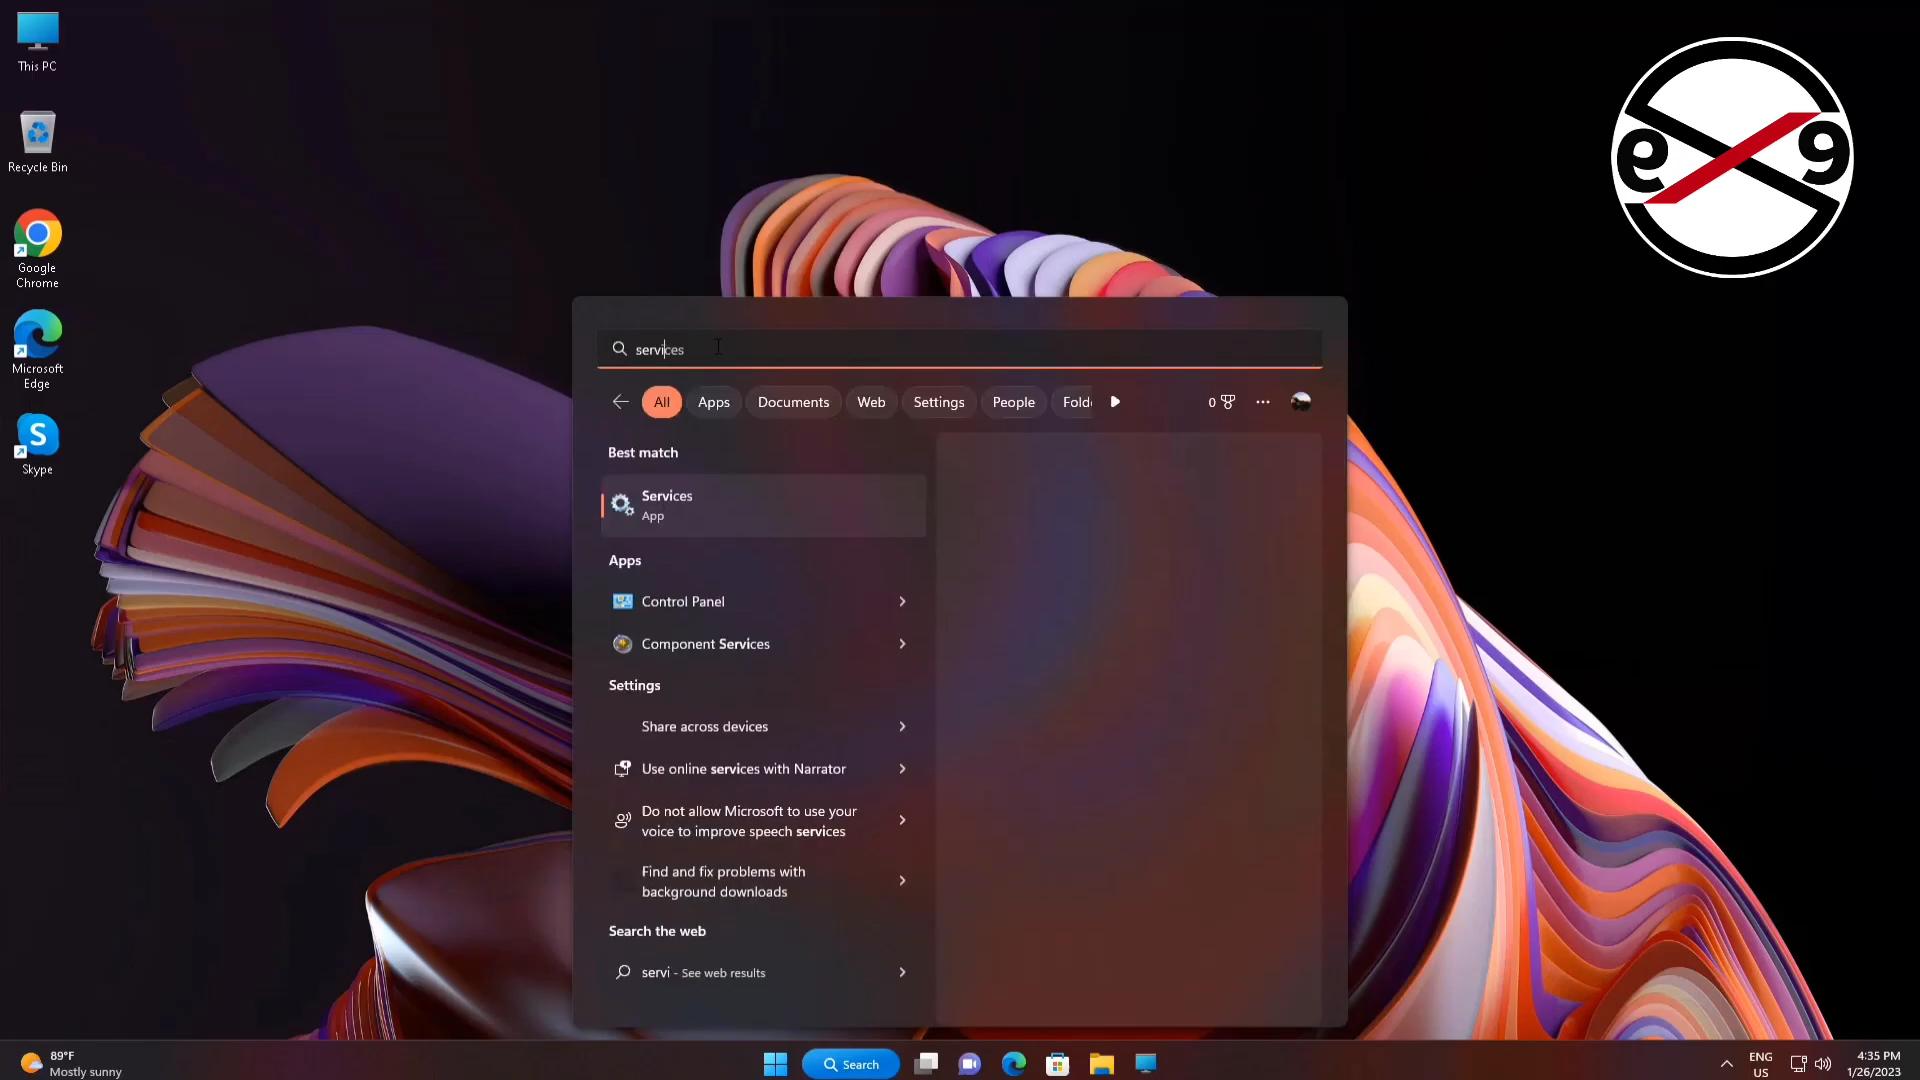 This PC
Recycle Bin
Google
Chrome
Microsoft
Edge
S
Skype
e 9
services
All
Apps
Documents
Web
Settings
People
Fold
0
Best match
Services
App
Apps
Control Panel
Component Services
Settings
Share across devices
Use online services with Narrator
Do not allow Microsoft to use your
voice to improve speech services
Find and fix problems with
background downloads
Search the web
servi - See web results
89°F
Mostly sunny
Search
ENG
US
4:35 PM
1/26/2023